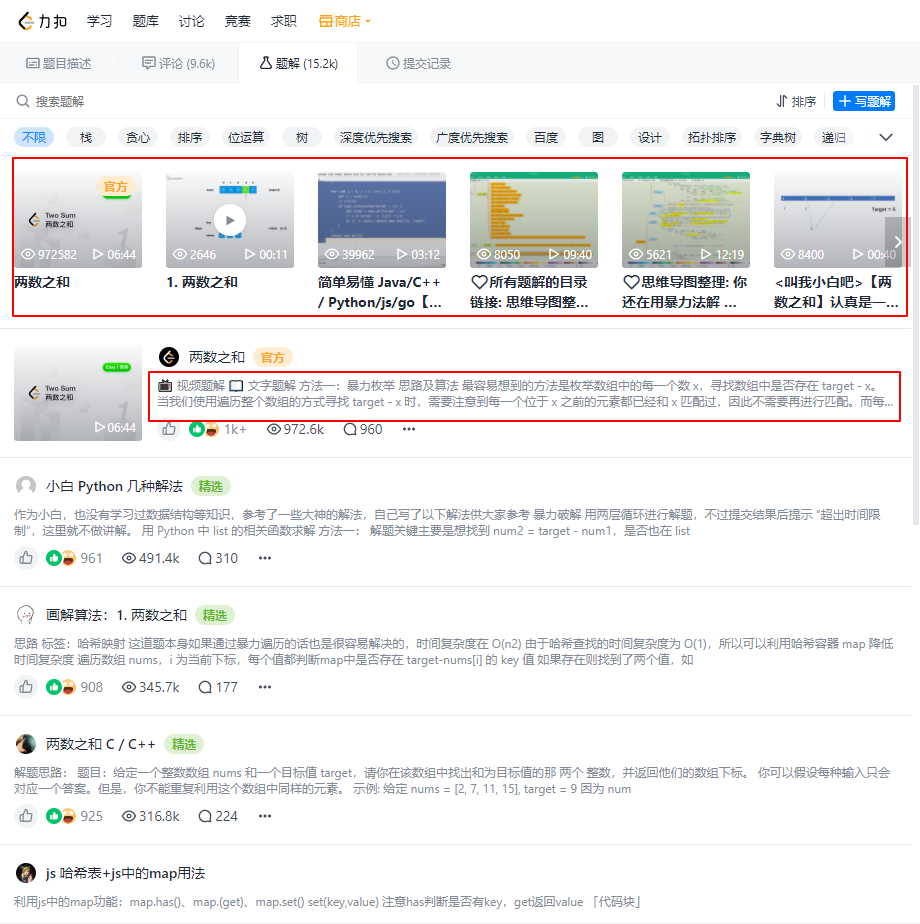 力扣 学习 题库 讨论 竞赛 求职 商店
题目描述 评论 (9.6k) 题解 (15.2k) 提交记录
搜索题解 排序 写题解
不限 栈 贪心 排序 位运算 树 深度优先搜索 广度优先搜索 百度 图 设计 拓扑排序 字典树 递归
官方
Two Sum
两数之和
Target = 5
972582 06:44 2646 00:11 39962 03:12 8050 09:40 5621 12:19 8400 00:40
两数之和 1. 两数之和 简单易懂 Java/C++ 所有题解的目录 思维导图整理: 你 <叫我小白吧>【两
/ Python/js/go【... 链接: 思维导图整... 还在用暴力法解 ... 数之和】认真是一...
两数之和 官方
Two Sum
两数之和
06:44
视频题解 文字题解 方法一：暴力枚举 思路及算法 最容易想到的方法是枚举数组中的每一个数 x，寻找数组中是否存在 target - x。
当我们使用遍历整个数组的方式寻找 target - x 时，需要注意到每一个位于 x 之前的元素都已经和 x 匹配过，因此不需要再进行匹配。而每...
1k+ 972.6k 960 ...
小白 Python 几种解法 精选
作为小白，也没有学习过数据结构等知识，参考了一些大神的解法，自己写了以下解法供大家参考 暴力破解 用两层循环进行解题，不过提交结果后提示 “超出时间限
制”，这里就不做讲解。 用 Python 中 list 的相关函数求解 方法一： 解题关键主要是想找到 num2 = target - num1，是否也在 list
961 491.4k 310 ...
画解算法：1. 两数之和 精选
思路 标签：哈希映射 这道题本身如果通过暴力遍历的话也是很容易解决的，时间复杂度在 O(n2) 由于哈希查找的时间复杂度为 O(1)，所以可以利用哈希容器 map 降低
时间复杂度 遍历数组 nums，i 为当前下标，每个值都判断map中是否存在 target-nums[i] 的 key 值 如果存在则找到了两个值，如
908 345.7k 177 ...
两数之和 C / C++ 精选
解题思路： 题目：给定一个整数数组 nums 和一个目标值 target，请你在该数组中找出和为目标值的那 两个 整数，并返回他们的数组下标。 你可以假设每种输入只会
对应一个答案。但是，你不能重复利用这个数组中同样的元素。 示例: 给定 nums = [2, 7, 11, 15], target = 9 因为 num
925 316.8k 224 ...
js 哈希表+js中的map用法
利用js中的map功能：map.has()、map.(get)、map.set() set(key,value) 注意has判断是否有key，get返回value 「代码块」